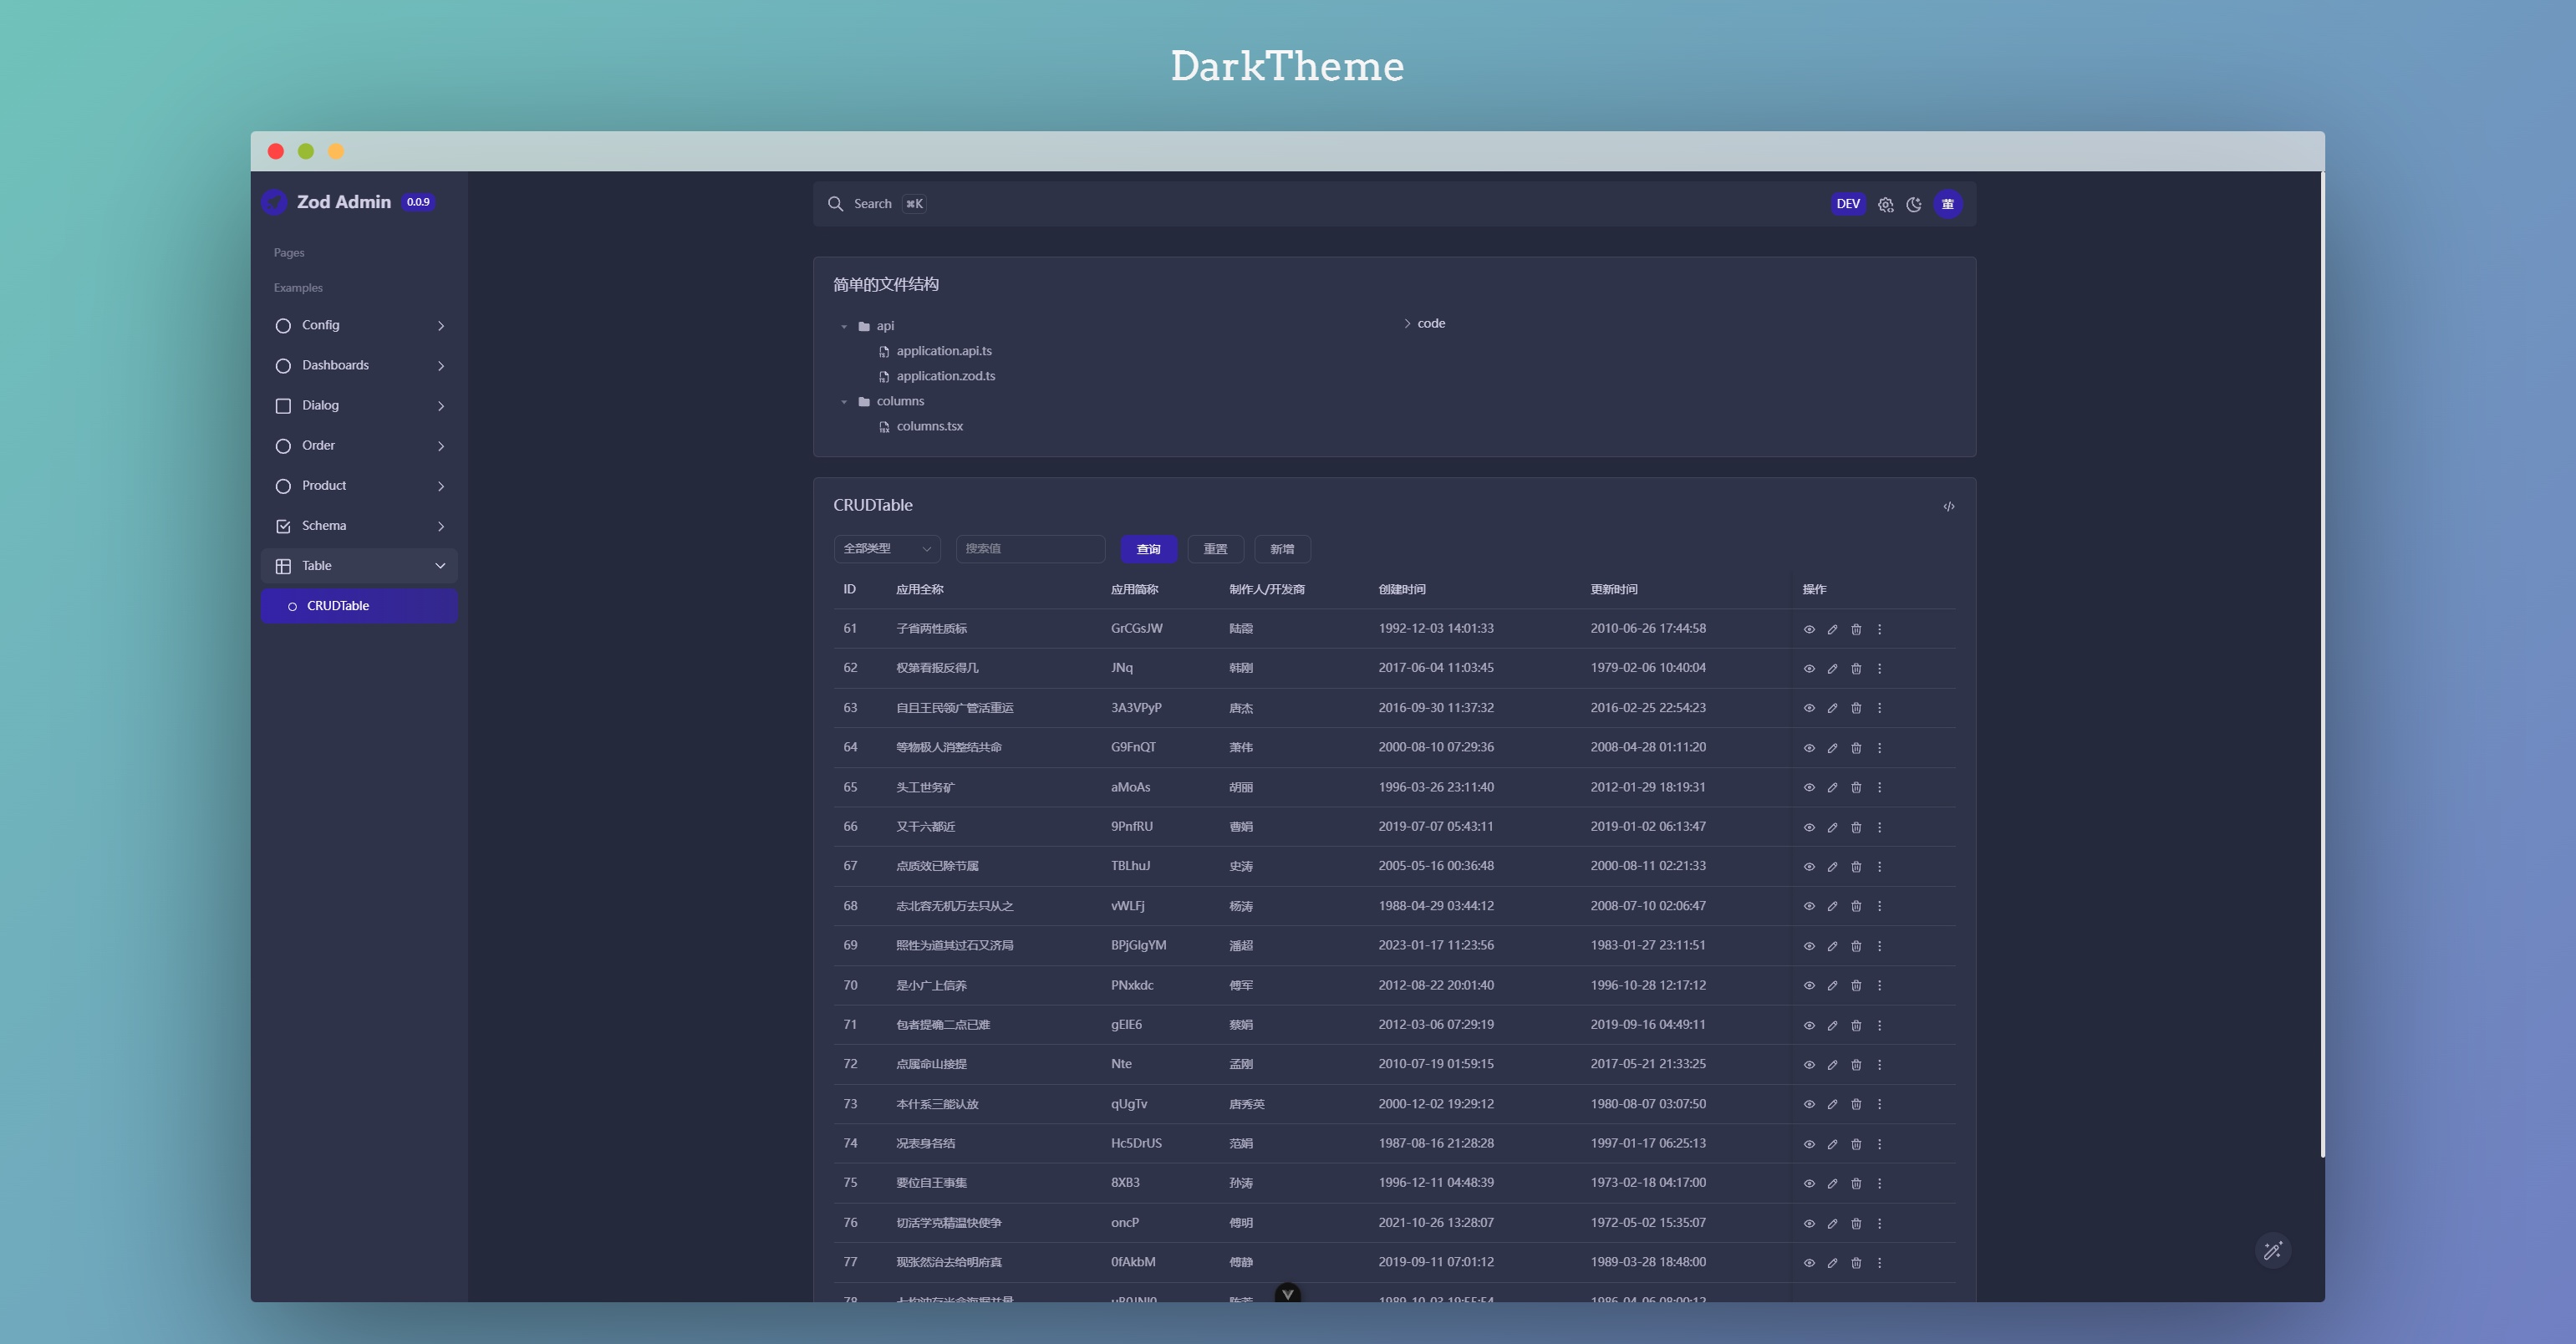 DarkTheme
Zod Admin 0.0.9
Pages
Examples
Config
Dashboards
Dialog
Order
Product
Schema
Table
CRUDTable
Search ⌘K
DEV 董
简单的文件结构
api
application.api.ts
application.zod.ts
columns
columns.tsx
code
CRUDTable
全部类型 搜索值 查询 重置 新增
ID 应用全称 应用简称 制作人/开发商 创建时间 更新时间 操作
61 子省两性质标 GrCGsJW 陆霞 1992-12-03 14:01:33 2010-06-26 17:44:58
62 权第看报反得几 JNq 韩刚 2017-06-04 11:03:45 1979-02-06 10:40:04
63 自且王民领广管活重运 3A3VPyP 唐杰 2016-09-30 11:37:32 2016-02-25 22:54:23
64 等物极人消整结共命 G9FnQT 萧伟 2000-08-10 07:29:36 2008-04-28 01:11:20
65 头工世务矿 aMoAs 胡丽 1996-03-26 23:11:40 2012-01-29 18:19:31
66 又干六都近 9PnfRU 曹娟 2019-07-07 05:43:11 2019-01-02 06:13:47
67 点质效已除节属 TBLhuJ 史涛 2005-05-16 00:36:48 2000-08-11 02:21:33
68 志北容无机万去只从之 vWLFj 杨涛 1988-04-29 03:44:12 2008-07-10 02:06:47
69 照性为道其过石又济局 BPjGlgYM 潘超 2023-01-17 11:23:56 1983-01-27 23:11:51
70 是小广上信养 PNxkdc 傅军 2012-08-22 20:01:40 1996-10-28 12:17:12
71 包者提确二点已难 gElE6 蔡娟 2012-03-06 07:29:19 2019-09-16 04:49:11
72 点属命山接提 Nte 孟刚 2010-07-19 01:59:15 2017-05-21 21:33:25
73 本什系三能认放 qUgTv 唐秀英 2000-12-02 19:29:12 1980-08-07 03:07:50
74 况表身各结 Hc5DrUS 范娟 1987-08-16 21:28:28 1997-01-17 06:25:13
75 要位自王事集 8XB3 孙涛 1996-12-11 04:48:39 1973-02-18 04:17:00
76 切活学克精温快使争 oncP 傅明 2021-10-26 13:28:07 1972-05-02 15:35:07
77 现张然治去给明府真 0fAkbM 傅静 2019-09-11 07:01:12 1989-03-28 18:48:00
78 1989-10-03 19:55:54 1986-04-06 08:00:12